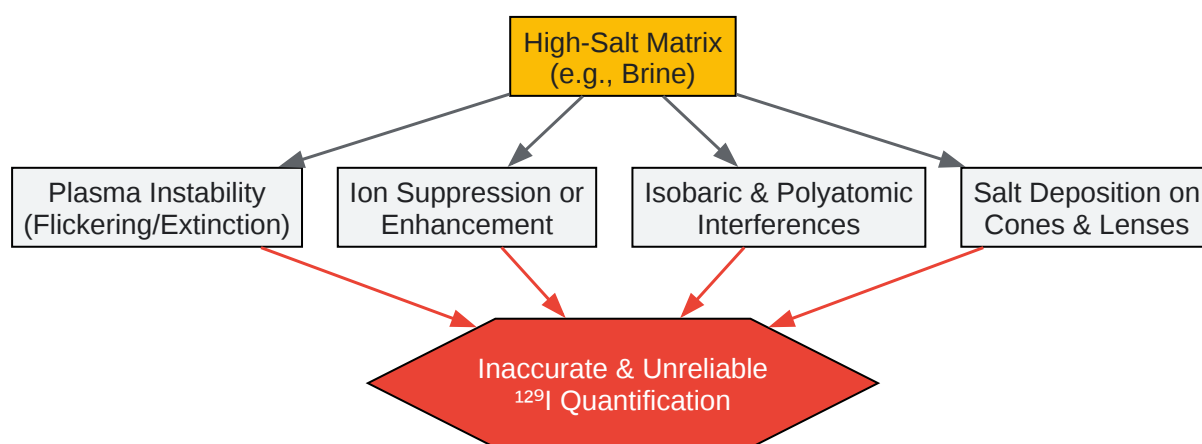 High-Salt Matrix
(e.g., Brine)
Plasma Instability
(Flickering/Extinction)
Ion Suppression or
Enhancement
Isobaric & Polyatomic
Interferences
Salt Deposition on
Cones & Lenses
Inaccurate & Unreliable
¹²⁹I Quantification